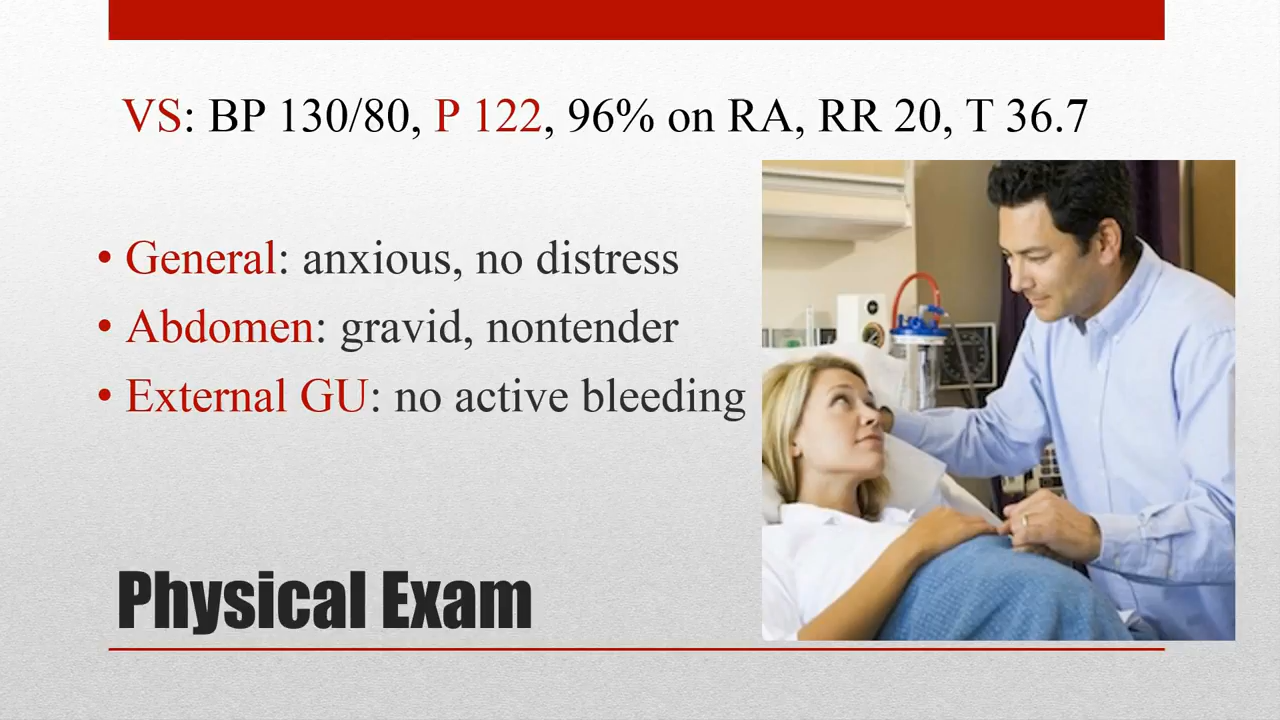 VS: BP 130/80, P 122, 96% on RA, RR 20, T 36.7
• General: anxious, no distress
• Abdomen: gravid, nontender
• External GU: no active bleeding
Physical Exam